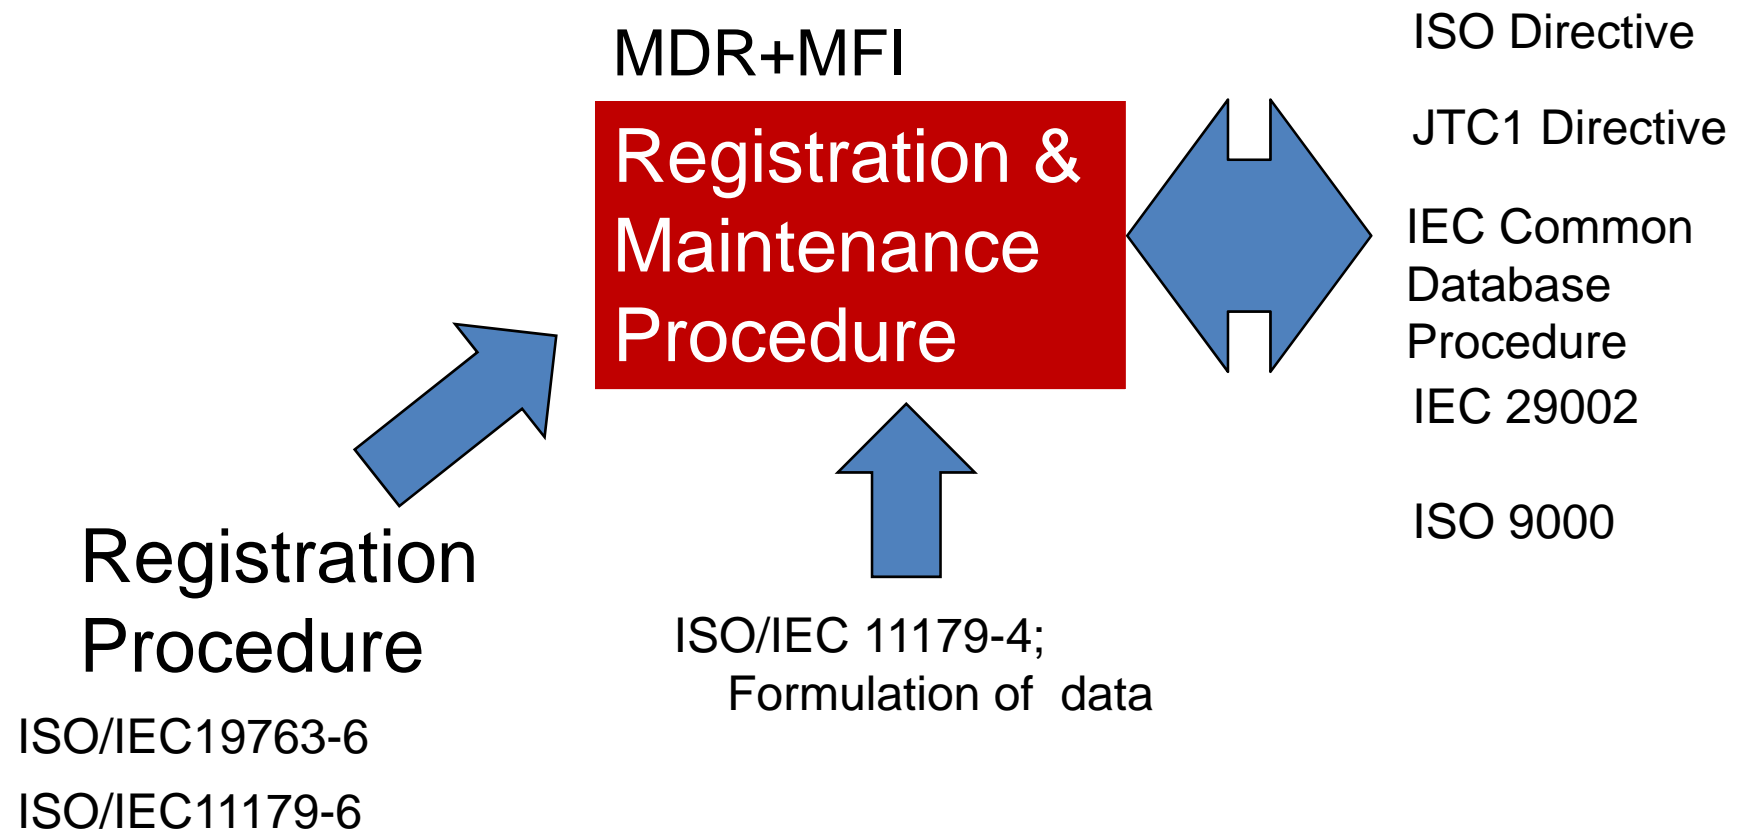 MDR+MFI
Registration &
Maintenance
Procedure
ISO Directive
JTC1 Directive
IEC Common
Database
Procedure
IEC 29002
ISO 9000
Registration
Procedure
ISO/IEC19763-6
ISO/IEC11179-6
ISO/IEC 11179-4;
Formulation of  data